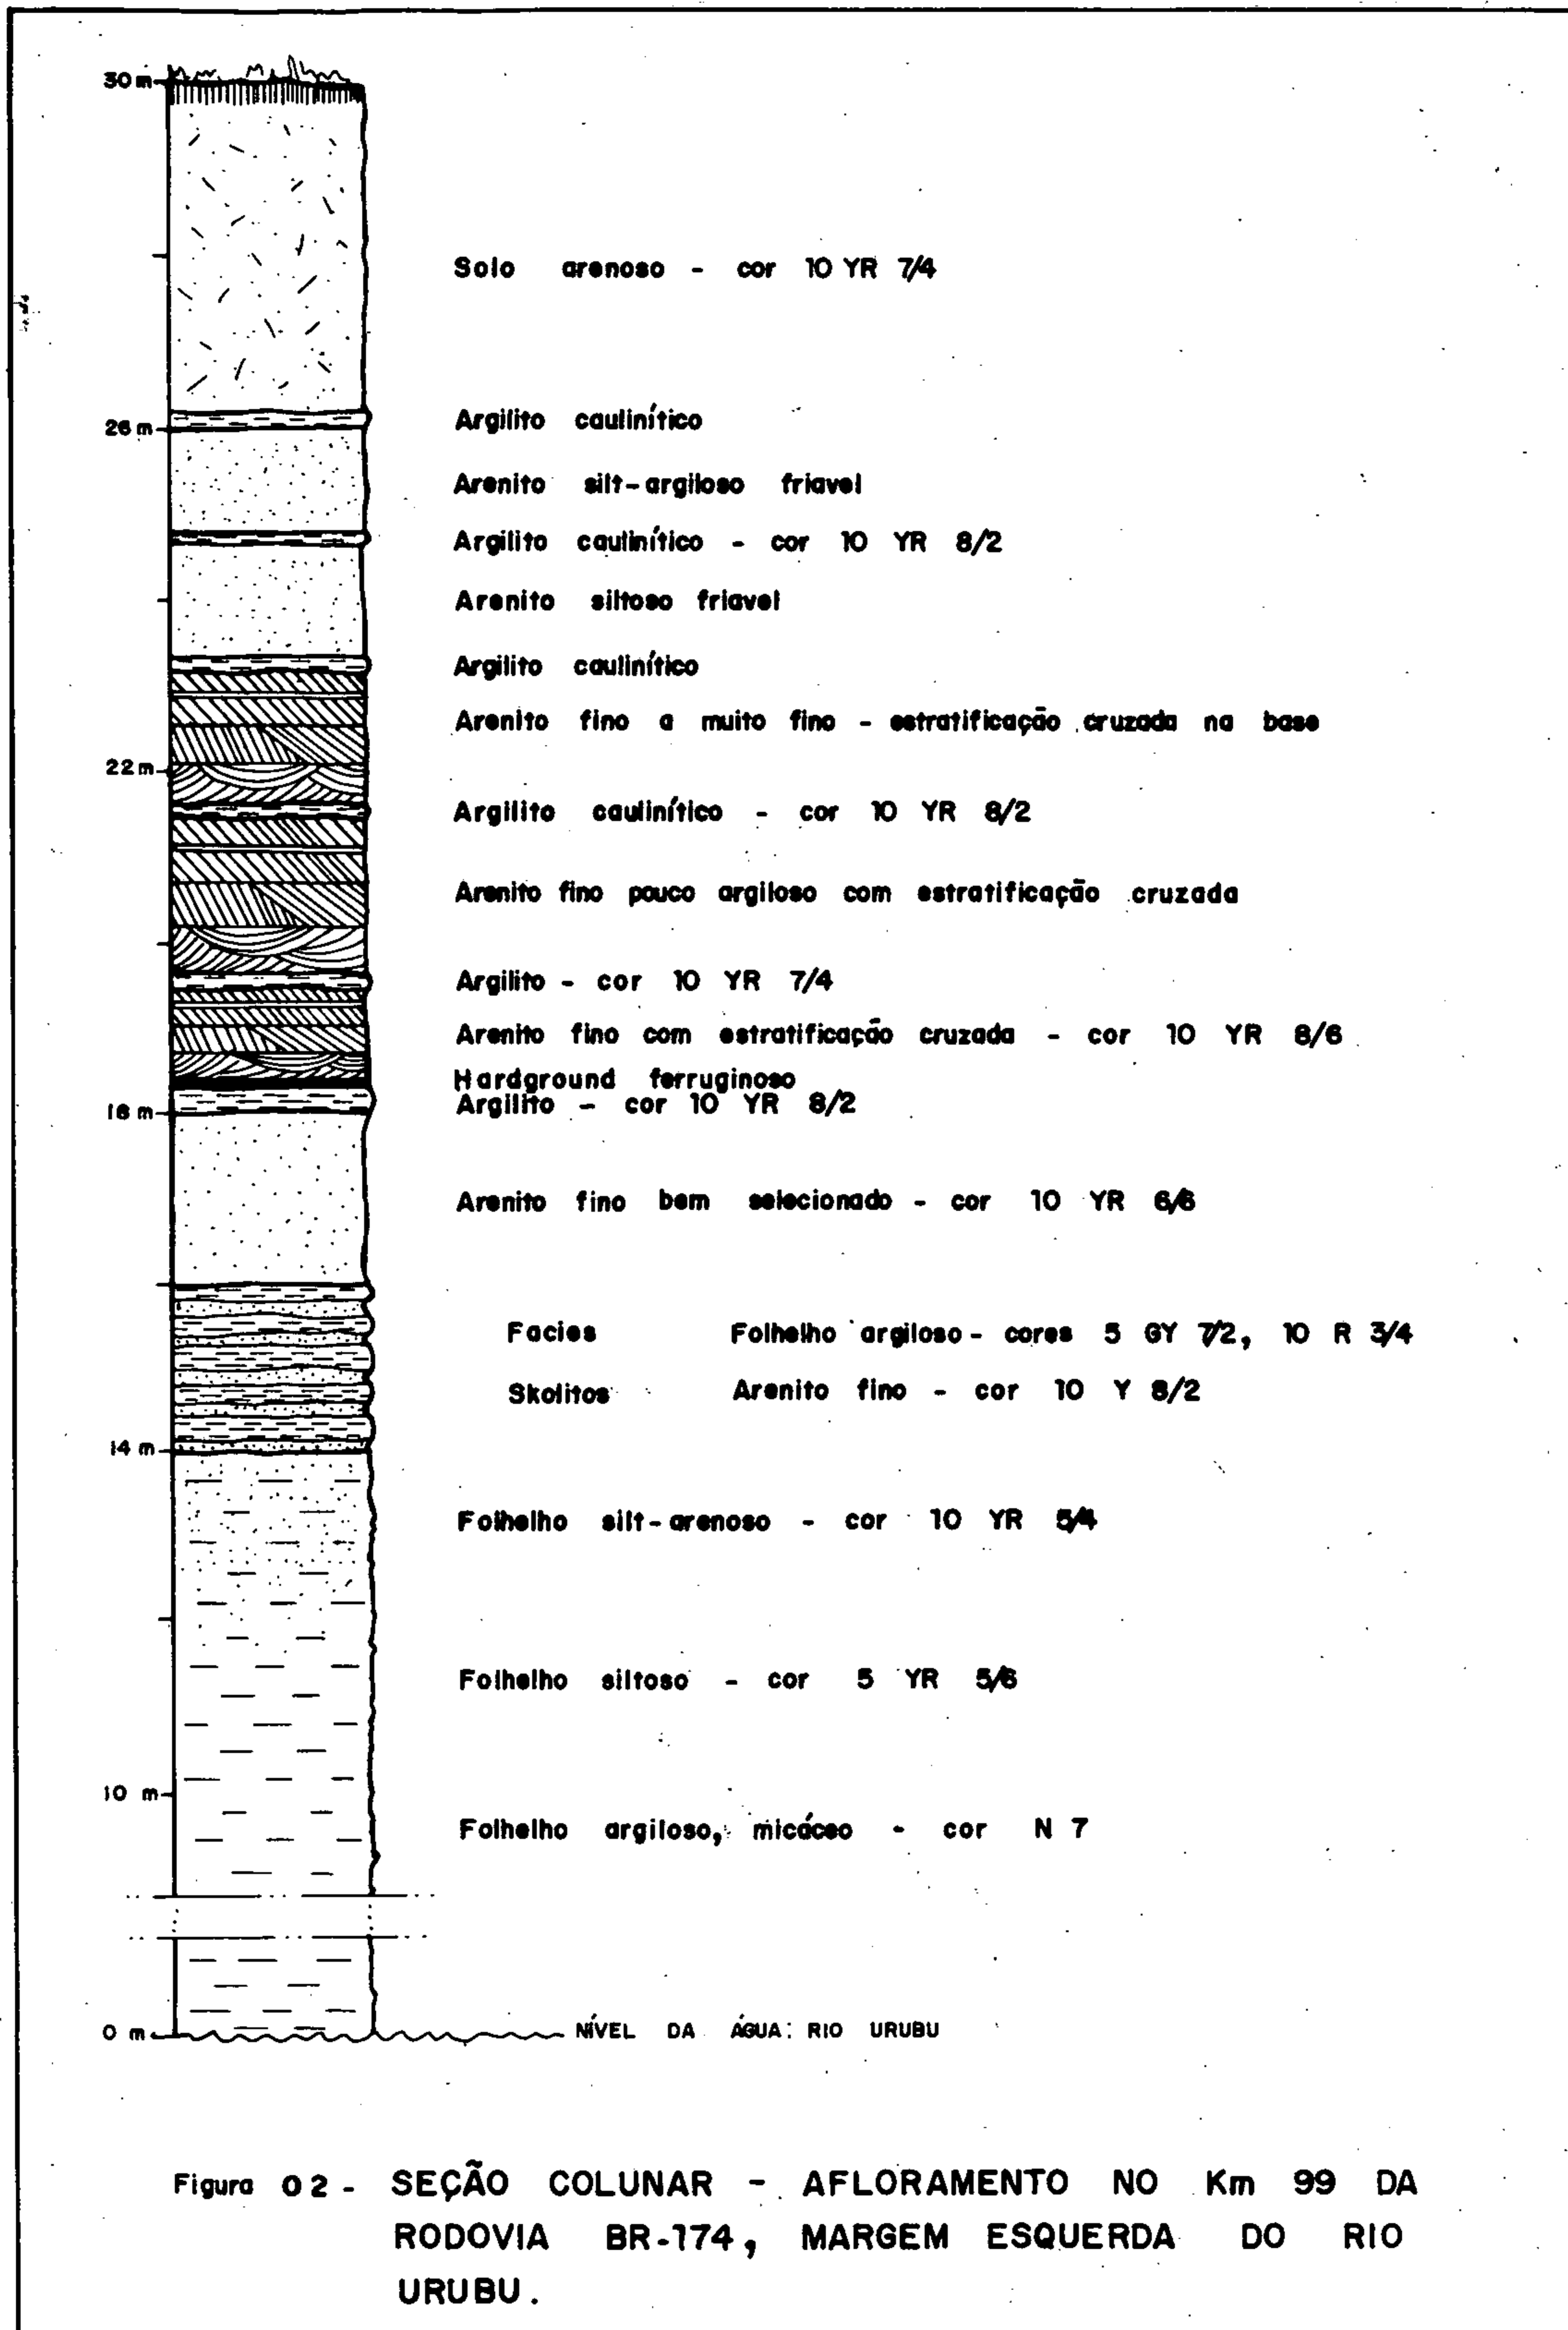 30 m
Solo arenoso - cor 10 YR 7/4
Argilito caulinítico
26 m
Arenito silt-argiloso friavel
Argilito caulinítico - cor 10 YR 8/2
Arenito siltoso friavel
Argilito caulinítico
Arenito fino a muito fino - estratificação cruzada na base
22 m
Argilito caulinítico - cor 10 YR 8/2
Arenito fino pouco argiloso com estratificação cruzada
Argilito - cor 10 YR 7/4
Arenito fino com estratificação cruzada - cor 10 YR 8/6
Hardground ferruginoso
Argilito - cor 10 YR 8/2
18 m
Arenito fino bem selecionado - cor 10 YR 6/6
Facies Folhelho argiloso - cores 5 GY 7/2, 10 R 3/4
Skolitos Arenito fino - cor 10 Y 8/2
14 m
Folhelho silt-arenoso - cor 10 YR 5/4
Folhelho siltoso - cor 5 YR 5/6
10 m
Folhelho argiloso, micáceo - cor N 7
0 m
NÍVEL DA ÁGUA: RIO URUBU
Figura 02 - SEÇÃO COLUNAR - AFLORAMENTO NO Km 99 DA
RODOVIA BR-174, MARGEM ESQUERDA DO RIO
URUBU.